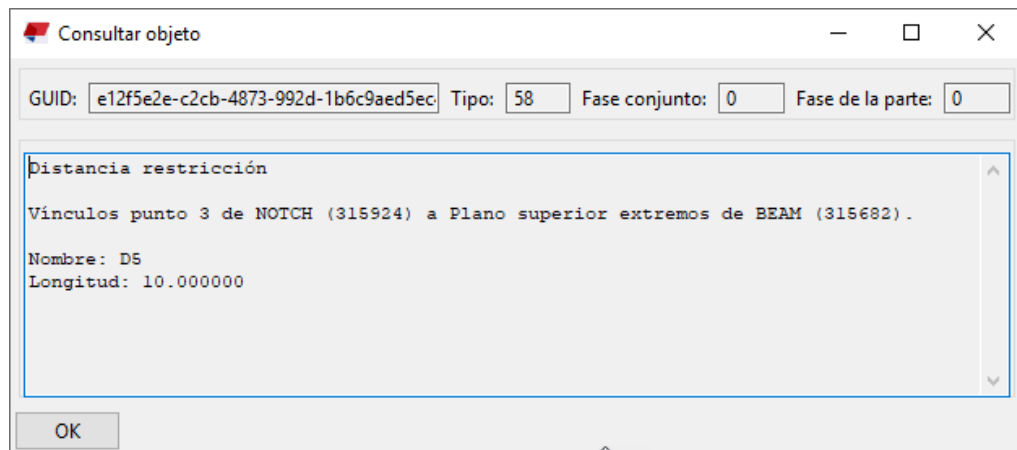 Consultar objeto
GUID: e12f5e2e-c2cb-4873-992d-1b6c9aed5ec Tipo: 58 Fase conjunto: 0 Fase de la parte: 0
Distancia restricción
Vínculos punto 3 de NOTCH (315924) a Plano superior extremos de BEAM (315682).
Nombre: D5
Longitud: 10.000000
OK